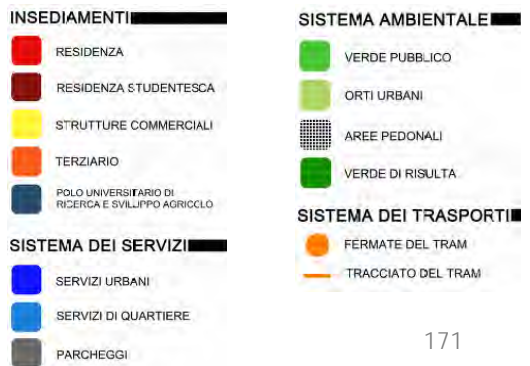 INSEDIAMENTI
RESIDENZA
RESIDENZA STUDENTESCA
STRUTTURE COMMERCIALI
TERZIARIO
POLO UNIVERSITARIO DI
RICERCA E SVILUPPO AGRICOLO
SISTEMA DEI SERVIZI
SERVIZI URBANI
SERVIZI DI QUARTIERE
PARCHEGGI
SISTEMA AMBIENTALE
VERDE PUBBLICO
ORTI URBANI
AREE PEDONALI
VERDE DI RISULTA
SISTEMA DEI TRASPORTI
FERMATE DEL TRAM
TRACCIATO DEL TRAM
171